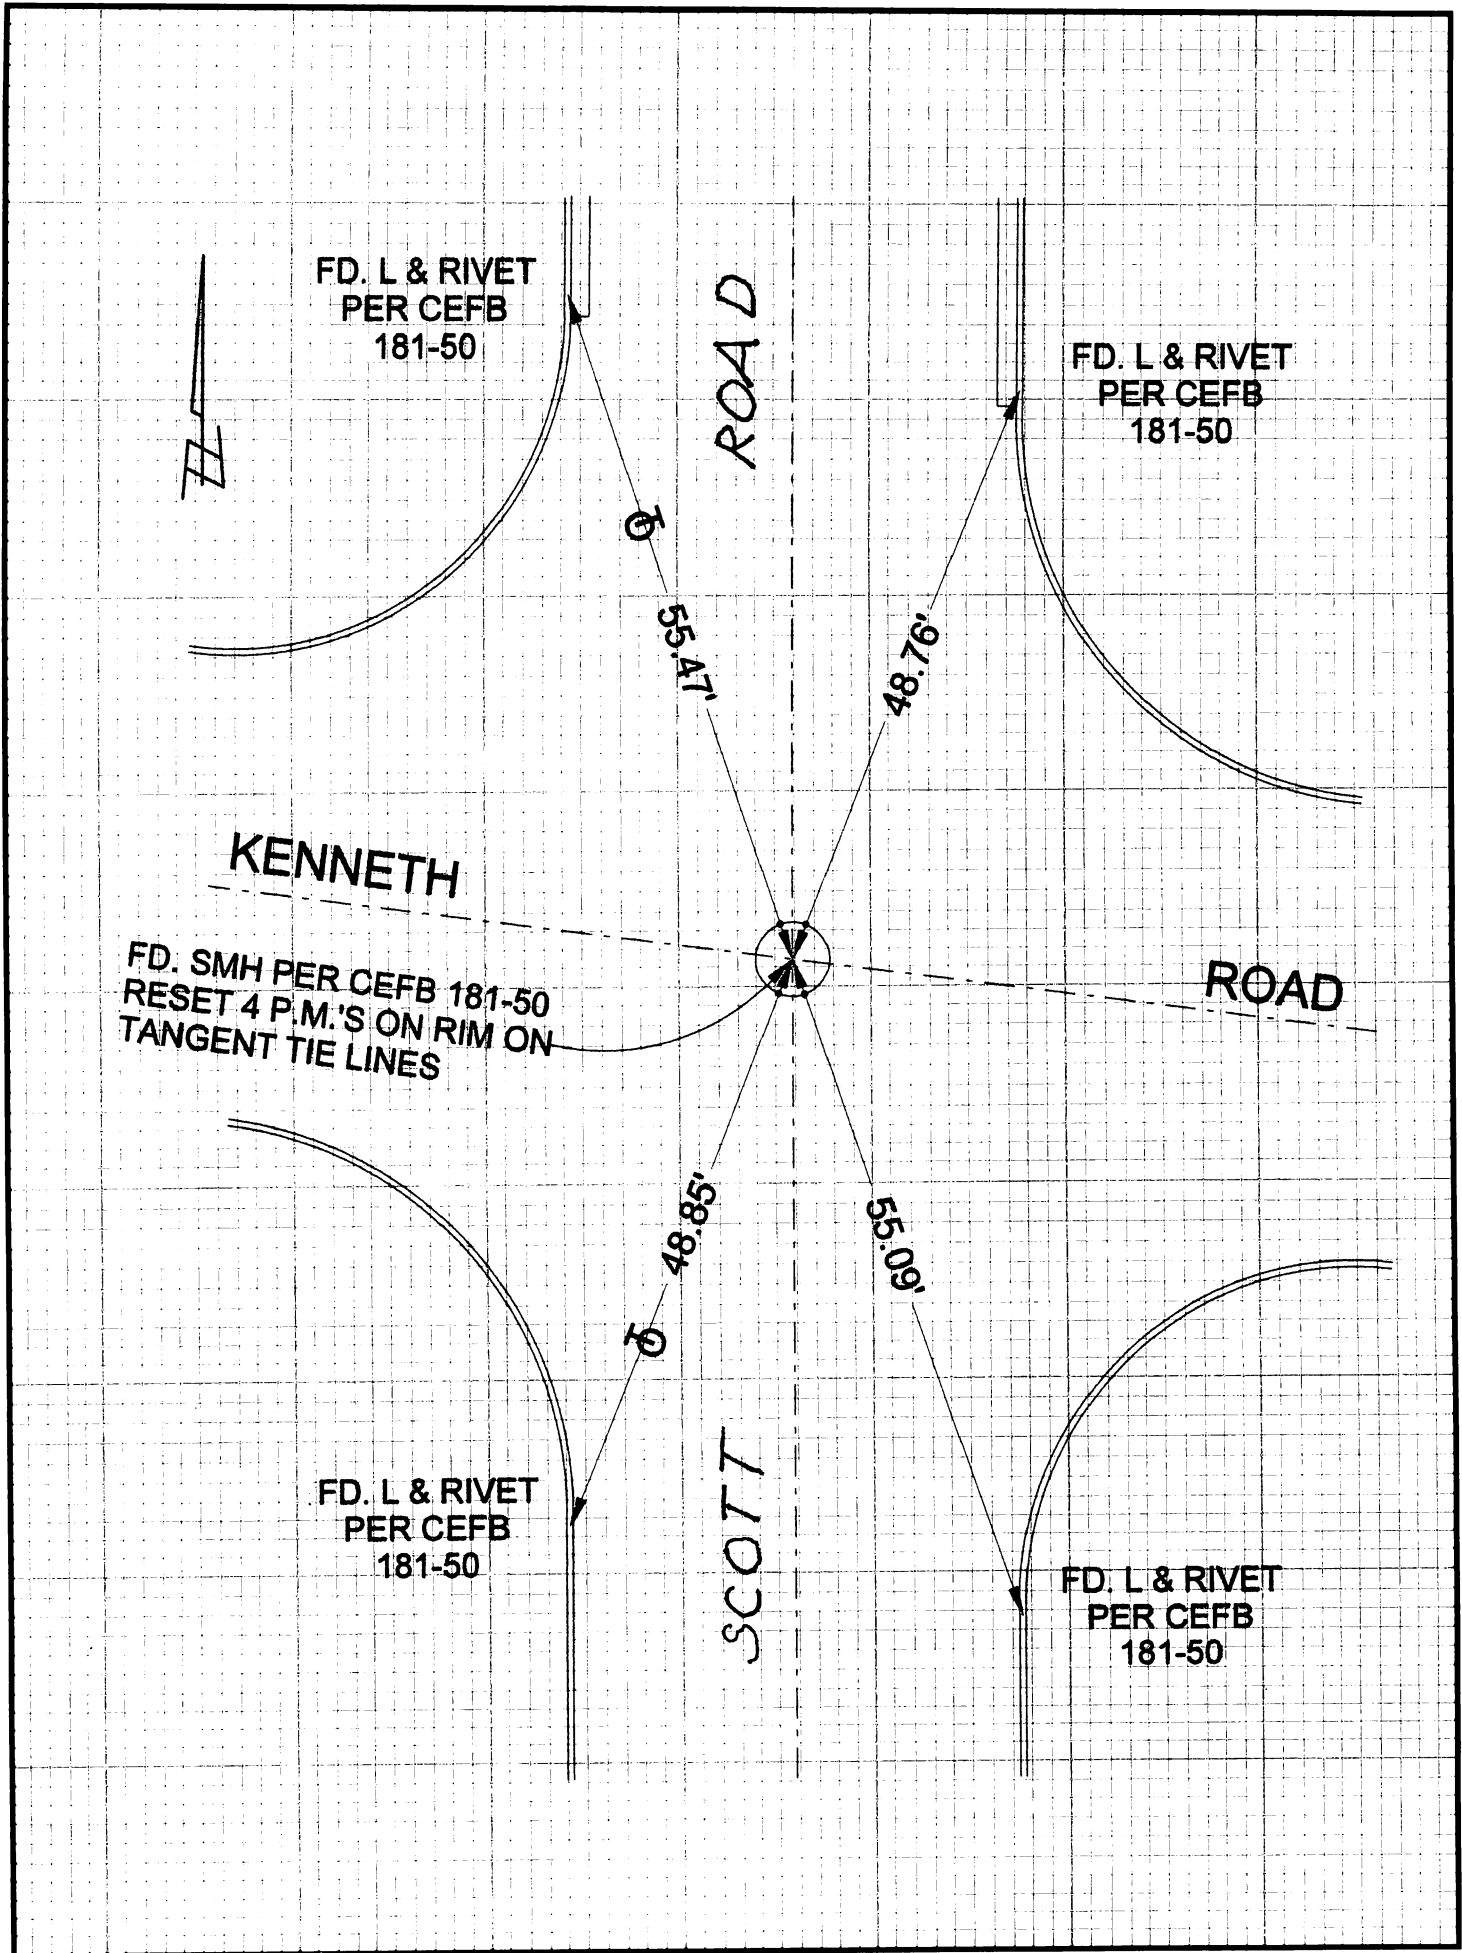 FD. L & RIVET
PER CEFB
181-50
ROAD
FD. L & RIVET
PER CEFB
181-50
55.47'
48.76'
KENNETH
ROAD
FD. SMH PER CEFB 181-50
RESET 4 P.M.'S ON RIM ON
TANGENT TIE LINES
48.85'
55.09'
SCOTT
FD. L & RIVET
PER CEFB
181-50
FD. L & RIVET
PER CEFB
181-50